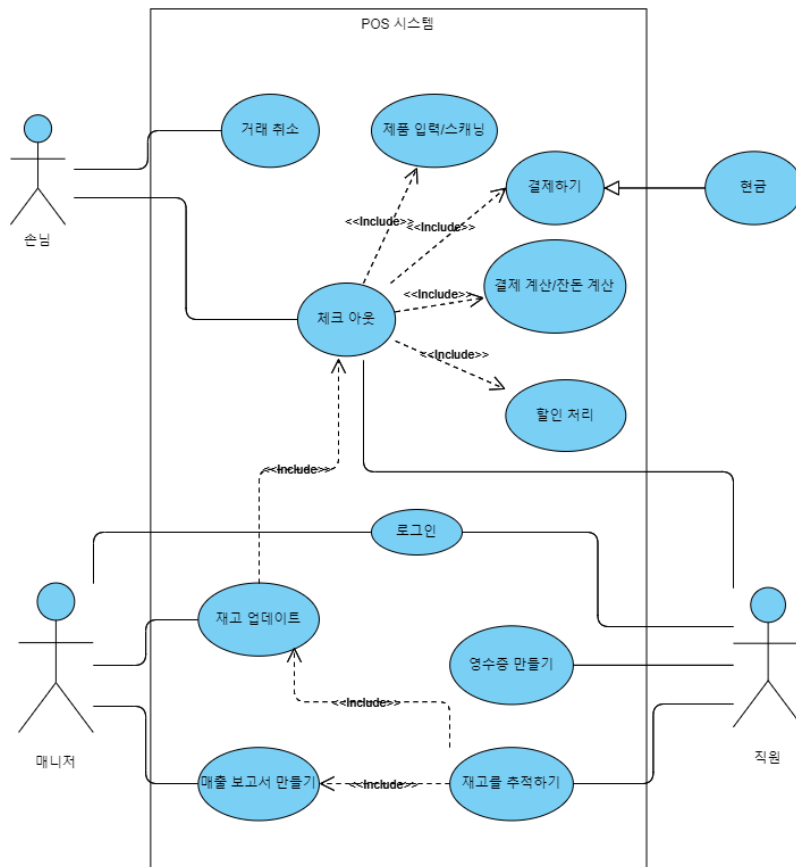 POS 시스템
거래 취소
제품 입력/스캐닝
결제하기
현금
손님
<<Include>>
<<Include>>
결제 계산/잔돈 계산
<<Include>>
체크 아웃
<<Include>>
할인 처리
<<Include>>
로그인
재고 업데이트
영수증 만들기
<<Include>>
매니저
직원
매출 보고서 만들기
<<Include>>
재고를 추적하기